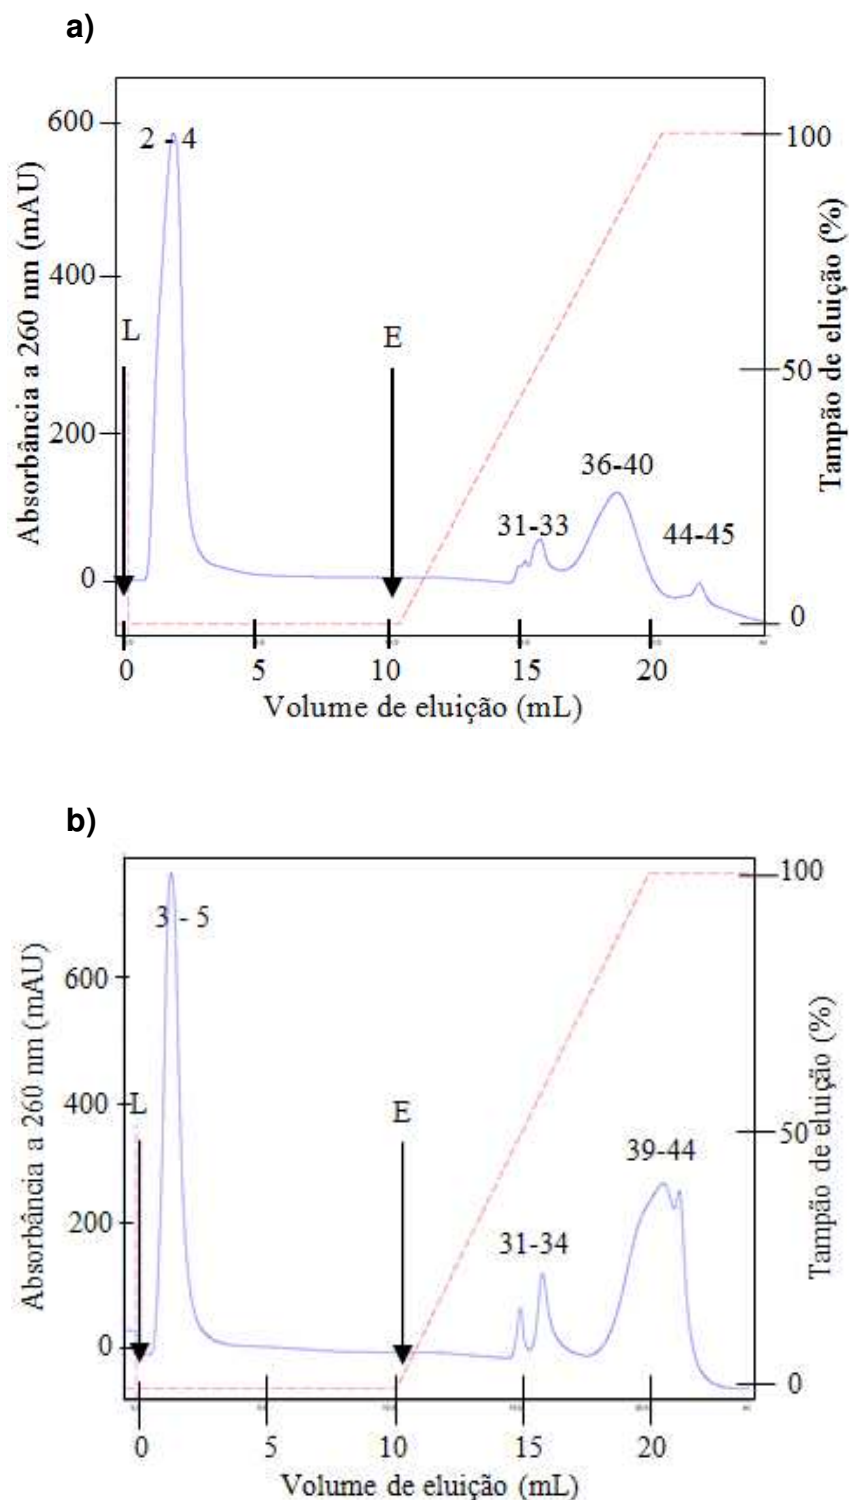 a)
600
400
200
0
Absorbância a 260 nm (mAU)
2 - 4
L
E
31-33
36-40
44-45
100
50
0
Tampão de eluição (%)
0 5 10 15 20
Volume de eluição (mL)
b)
600
400
200
0
Absorbância a 260 nm (mAU)
3 - 5
L
E
31-34
39-44
100
50
0
Tampão de eluição (%)
0 5 10 15 20
Volume de eluição (mL)